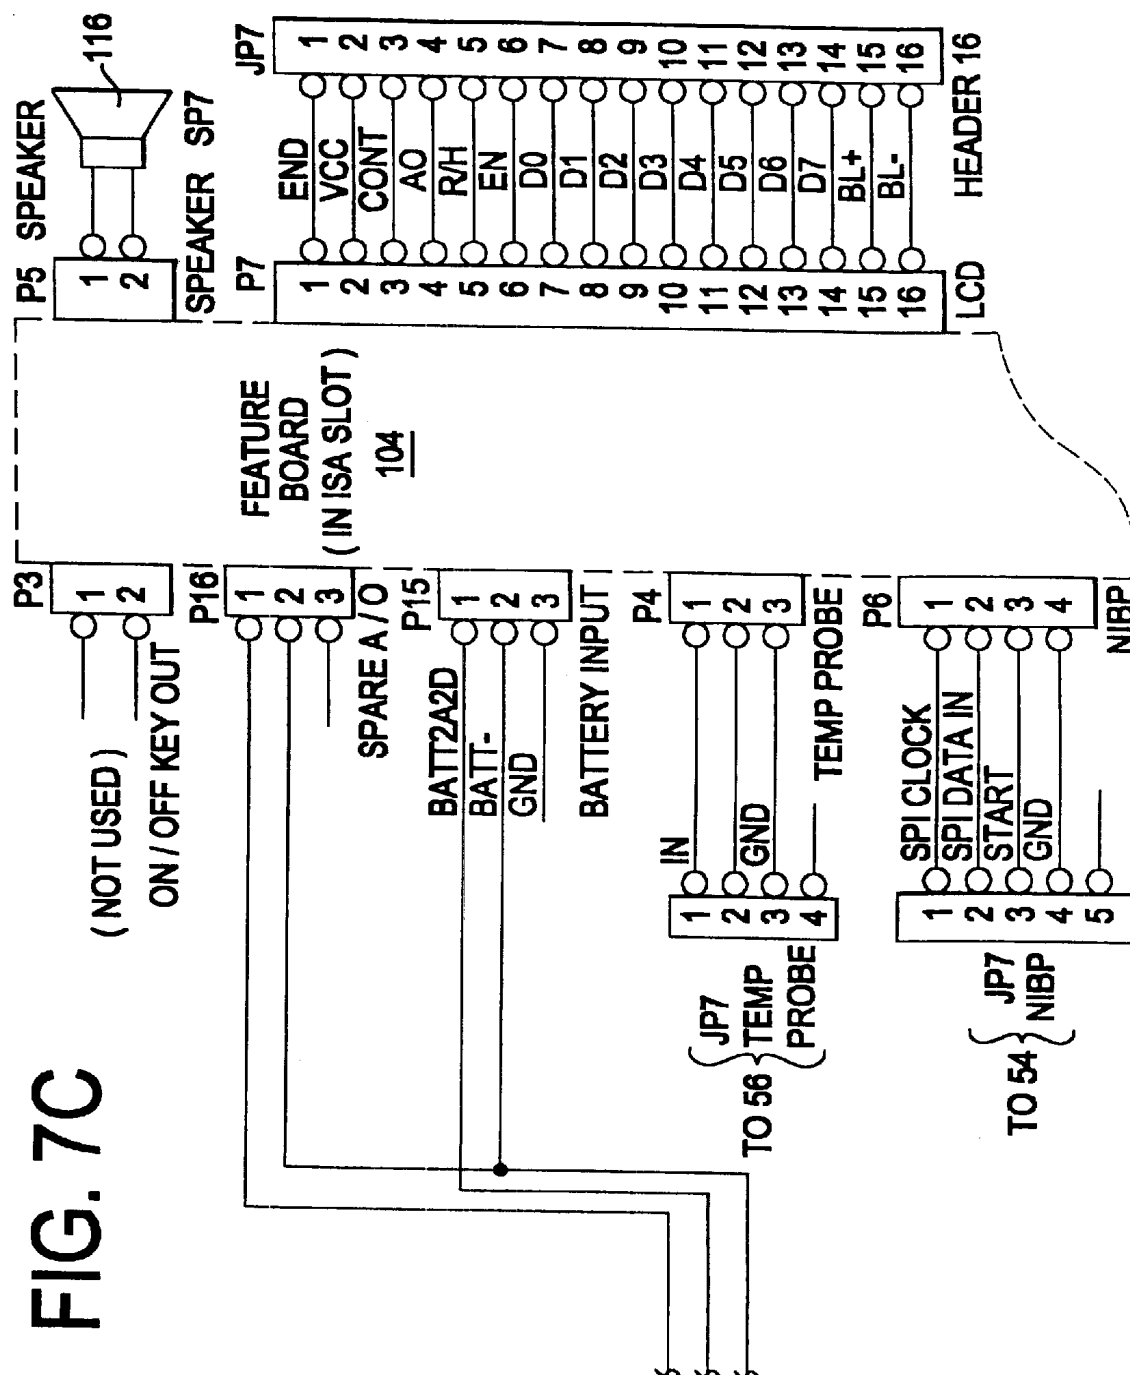 FIG. 7C
P5 SPEAKER
1
2
116
SPEAKER SP7
P3
1
2
( NOT USED )
ON / OFF KEY OUT
P16
1
2
3
SPARE A / O
P15
1
2
3
BATT2A2D
BATT-
GND
BATTERY INPUT
P4
1
2
3
TEMP PROBE
IN
GND
1
2
3
4
JP7
TEMP
PROBE
TO 56
P6
1
2
3
4
NIBP
SPI CLOCK
SPI DATA IN
START
GND
1
2
3
4
5
JP7
NIBP
TO 54
FEATURE
BOARD
( IN ISA SLOT )
104
P7
1
2
3
4
5
6
7
8
9
10
11
12
13
14
15
16
LCD
END
VCC
CONT
AO
R/H
EN
D0
D1
D2
D3
D4
D5
D6
D7
BL+
BL-
JP7
1
2
3
4
5
6
7
8
9
10
11
12
13
14
15
16
HEADER 16